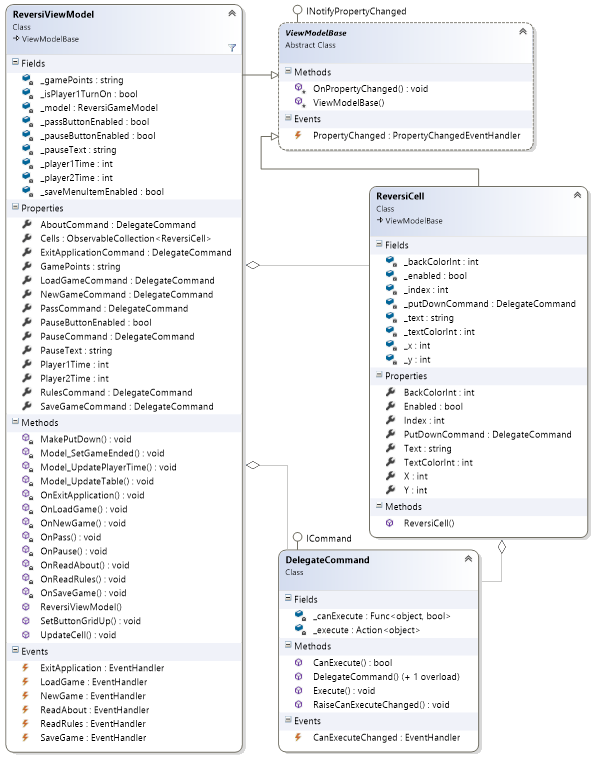 ReversiViewModel
Class
ViewModelBase
Fields
_gamePoints : string
_isPlayer1TurnOn : bool
_model : ReversiGameModel
_passButtonEnabled : bool
_pauseButtonEnabled : bool
_pauseText : string
_player1Time : int
_player2Time : int
_saveMenuItemEnabled : bool
Properties
AboutCommand : DelegateCommand
Cells : ObservableCollection<ReversiCell>
ExitApplicationCommand : DelegateCommand
GamePoints : string
LoadGameCommand : DelegateCommand
NewGameCommand : DelegateCommand
PassCommand : DelegateCommand
PauseButtonEnabled : bool
PauseCommand : DelegateCommand
PauseText : string
Player1Time : int
Player2Time : int
RulesCommand : DelegateCommand
SaveGameCommand : DelegateCommand
Methods
MakePutDown() : void
Model_SetGameEnded() : void
Model_UpdatePlayerTime() : void
Model_UpdateTable() : void
OnExitApplication() : void
OnLoadGame() : void
OnNewGame() : void
OnPass() : void
OnPause() : void
OnReadAbout() : void
OnReadRules() : void
OnSaveGame() : void
ReversiViewModel()
SetButtonGridUp() : void
UpdateCell() : void
Events
ExitApplication : EventHandler
LoadGame : EventHandler
NewGame : EventHandler
ReadAbout : EventHandler
ReadRules : EventHandler
SaveGame : EventHandler
INotifyPropertyChanged
ViewModelBase
Abstract Class
Methods
OnPropertyChanged() : void
ViewModelBase()
Events
PropertyChanged : PropertyChangedEventHandler
ReversiCell
Class
ViewModelBase
Fields
_backColorInt : int
_enabled : bool
_index : int
_putDownCommand : DelegateCommand
_text : string
_textColorInt : int
_x : int
_y : int
Properties
BackColorInt : int
Enabled : bool
Index : int
PutDownCommand : DelegateCommand
Text : string
TextColorInt : int
X : int
Y : int
Methods
ReversiCell()
ICommand
DelegateCommand
Class
Fields
_canExecute : Func<object, bool>
_execute : Action<object>
Methods
CanExecute() : bool
DelegateCommand() (+ 1 overload)
Execute() : void
RaiseCanExecuteChanged() : void
Events
CanExecuteChanged : EventHandler